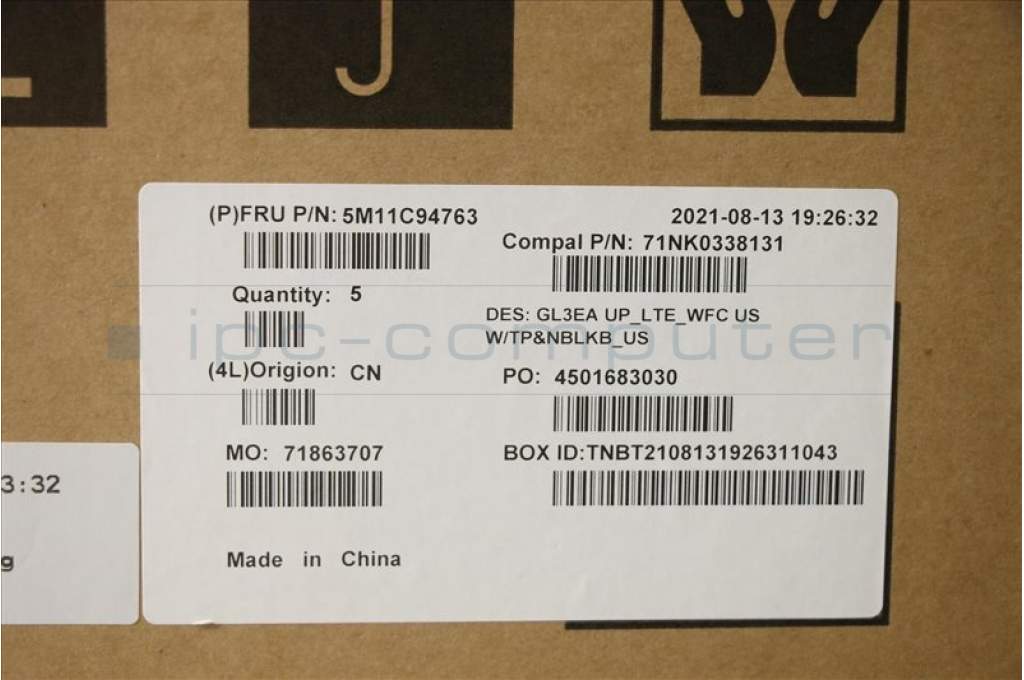 (P)FRU P/N: 5M11C94763
2021-08-13 19:26:32
Compal P/N: 71NK0338131
Quantity: 5
DES: GL3EA UP_LTE_WFC US
W/TP&NBLKB_US
ipc-computer
(4L)Origion: CN
PO: 4501683030
MO: 71863707
BOX ID:TNBT2108131926311043
3:32
g
Made in China